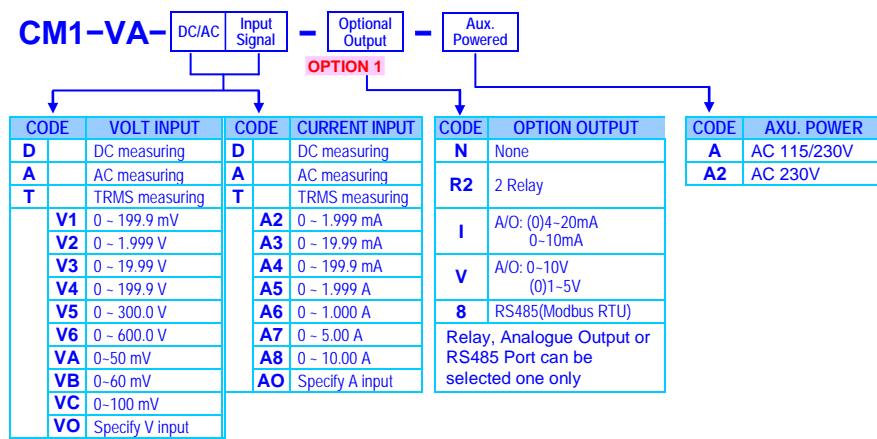 CM1-VA- DC/AC Input Signal - Optional Output - Aux. Powered
OPTION 1
CODE VOLT INPUT CODE CURRENT INPUT CODE OPTION OUTPUT CODE AXU. POWER
D DC measuring D DC measuring N None A AC 115/230V
A AC measuring A AC measuring R2 2 Relay A2 AC 230V
T TRMS measuring T TRMS measuring
V1 0 ~ 199.9 mV A2 0 ~ 1.999 mA I A/O: (0)4~20mA
V2 0 ~ 1.999 V A3 0 ~ 19.99 mA 0~10mA
V3 0 ~ 19.99 V A4 0 ~ 199.9 mA V A/O: 0~10V
V4 0 ~ 199.9 V A5 0 ~ 1.999 A (0)1~5V
V5 0 ~ 300.0 V A6 0 ~ 1.000 A 8 RS485(Modbus RTU)
V6 0 ~ 600.0 V A7 0 ~ 5.00 A Relay, Analogue Output or
VA 0~50 mV A8 0 ~ 10.00 A RS485 Port can be
VB 0~60 mV AO Specify A input selected one only
VC 0~100 mV
VO Specify V input